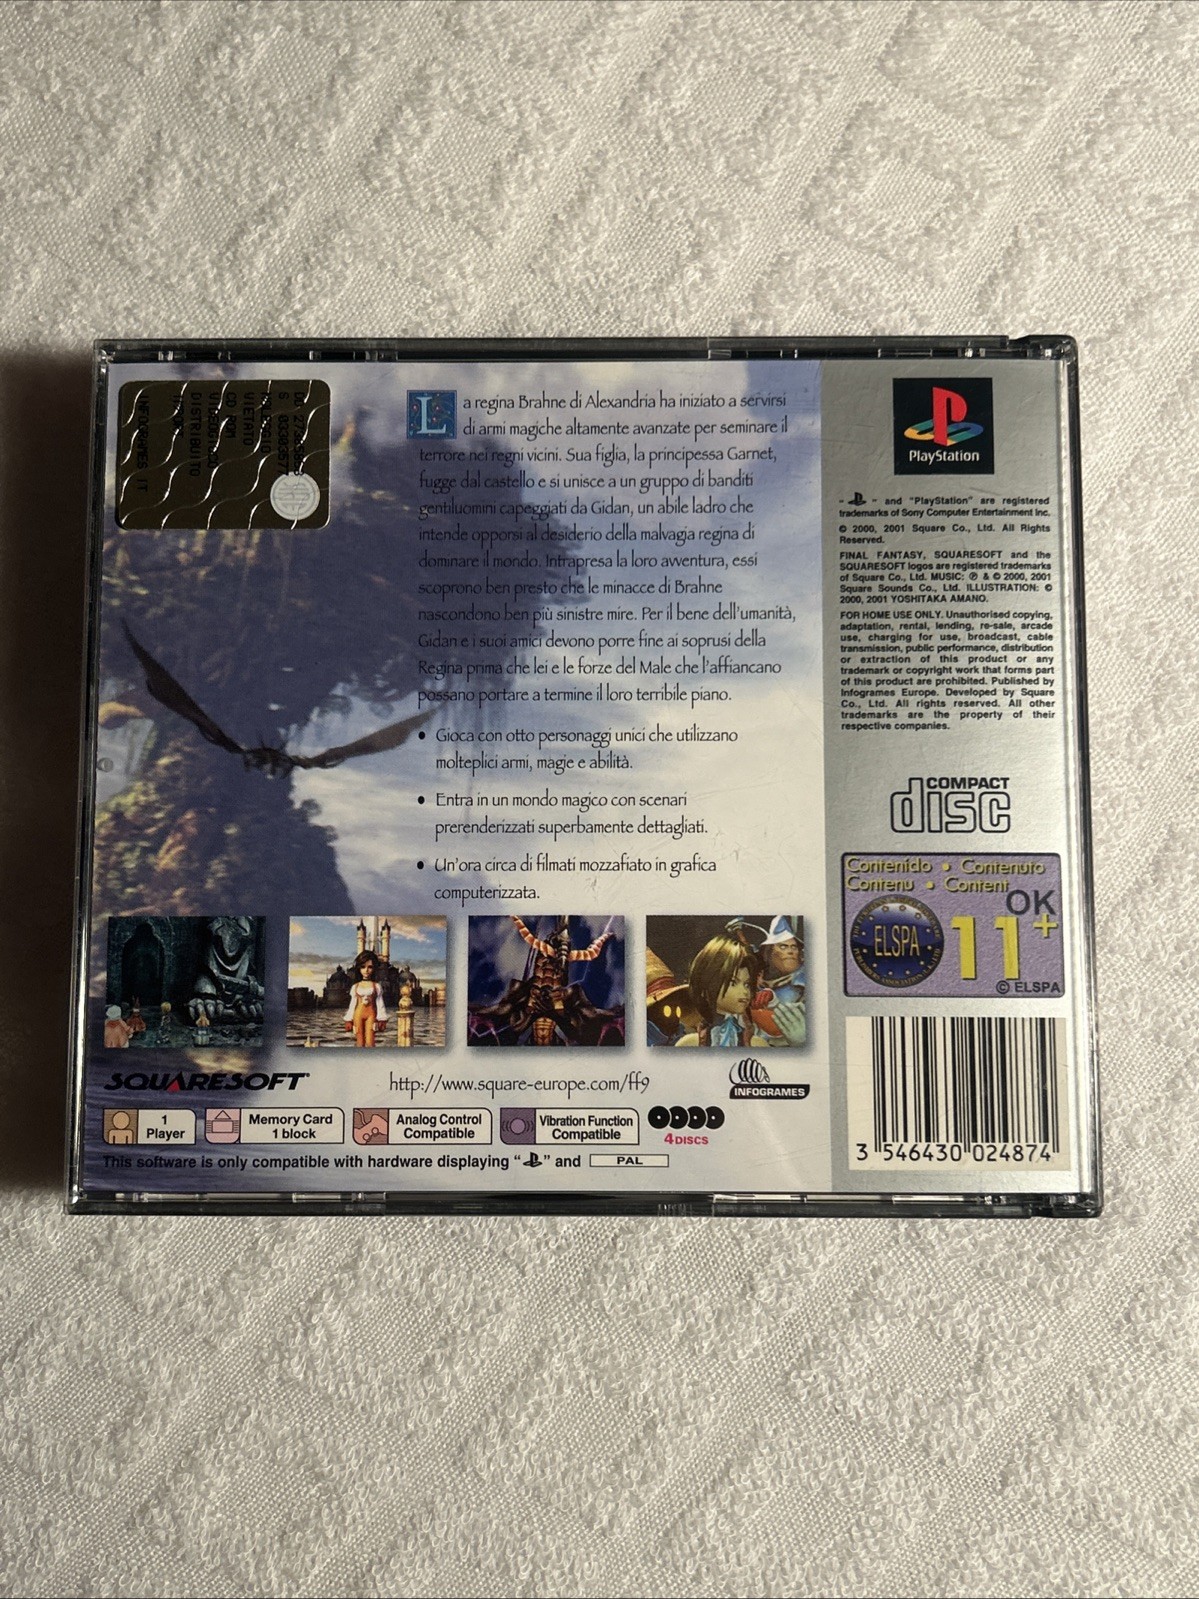 La regina Brahne di Alexandria ha iniziato a servirsi
di armi magiche altamente avanzate per seminare il
terrore nei regni vicini. Sua figlia, la principessa Garnet,
fugge dal castello e si unisce a un gruppo di banditi
gentiluomini capeggiati da Gidan, un abile ladro che
intende opporsi al desiderio della malvagia regina di
dominare il mondo. Intrapresa la loro avventura, essi
scoprono ben presto che le minacce di Brahne
nascondono ben più sinistre mire. Per il bene dell'umanità,
Gidan e i suoi amici devono porre fine ai soprusi della
Regina prima che lei e le forze del Male che l'affiancano
possano portare a termine il loro terribile piano.
• Gioca con otto personaggi unici che utilizzano
molteplici armi, magie e abilità.
• Entra in un mondo magico con scenari
prerenderizzati superbamente dettagliati.
• Un'ora circa di filmati mozzafiato in grafica
computerizzata.
SQUARESOFT
http://www.square-europe.com/ff9
INFOGRAMES
1
Player
Memory Card
1 block
Analog Control
Compatible
Vibration Function
Compatible
4 DISCS
This software is only compatible with hardware displaying " " and PAL
CD ROM
VIETATO
NOLEGGIO
DISTRIBUITO
INFOGRAMES IT
PlayStation
- " " and "PlayStation" are registered
trademarks of Sony Computer Entertainment Inc.
© 2000, 2001 Square Co., Ltd. All Rights
Reserved.
FINAL FANTASY, SQUARESOFT and the
SQUARESOFT logos are registered trademarks
of Square Co., Ltd. MUSIC: ℗ & © 2000, 2001
Square Sounds Co., Ltd. ILLUSTRATION: ©
2000, 2001 YOSHITAKA AMANO.
FOR HOME USE ONLY. Unauthorised copying,
adaptation, rental, lending, re-sale, arcade
use, charging for use, broadcast, cable
transmission, public performance, distribution
or extraction of this product or any
trademark or copyright work that forms part
of this product are prohibited. Published by
Infogrames Europe. Developed by Square
Co., Ltd. All rights reserved. All other
trademarks are the property of their
respective companies.
COMPACT
disc
Contenido • Contenuto
Contenu • Content
OK
ELSPA
11+
© ELSPA
3 546430 024874